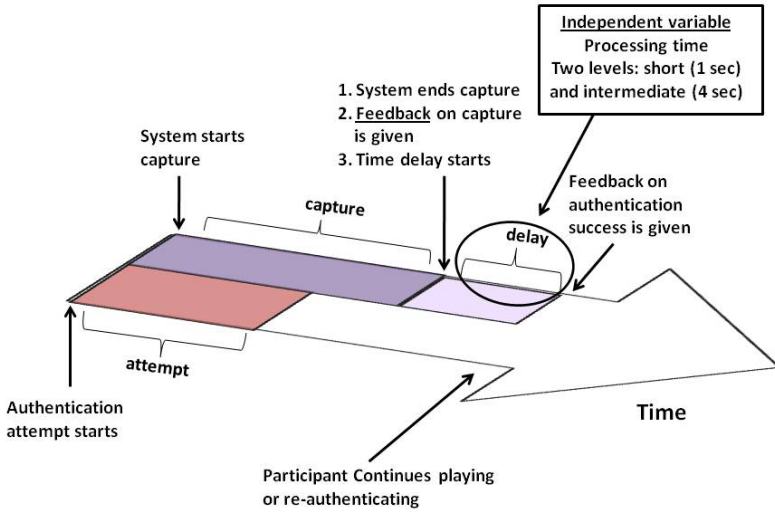 Independent variable
Processing time
Two levels: short (1 sec)
and intermediate (4 sec)
1. System ends capture
2. Feedback on capture
is given
3. Time delay starts
System starts
capture
Feedback on
authentication
success is given
capture
delay
attempt
Authentication
attempt starts
Time
Participant Continues playing
or re-authenticating